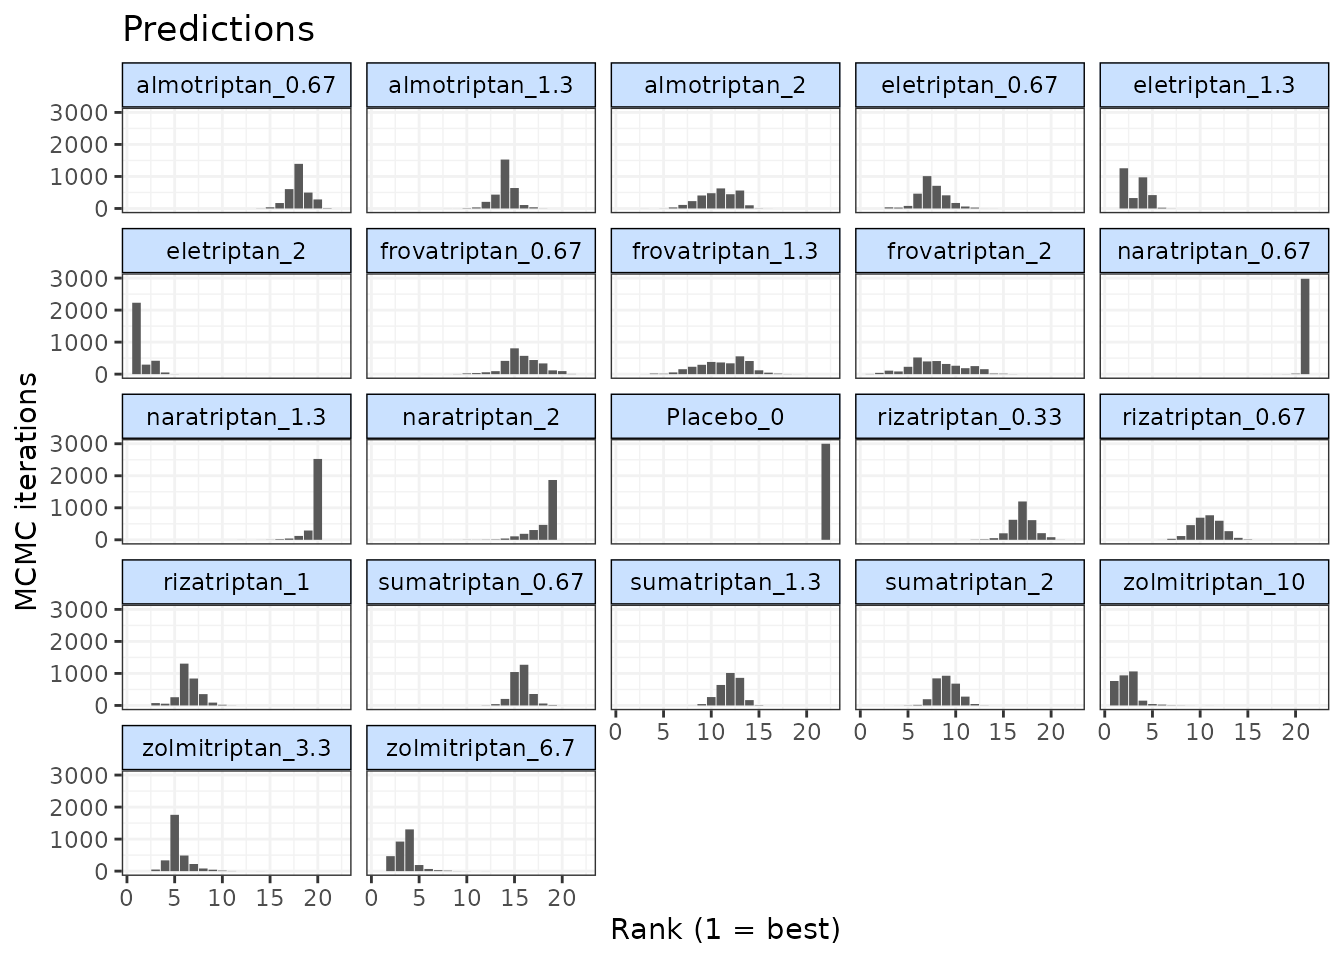 Predictions
almotriptan_0.67 almotriptan_1.3 almotriptan_2 eletriptan_0.67 eletriptan_1.3
3000
2000
1000
0
eletriptan_2 frovatriptan_0.67 frovatriptan_1.3 frovatriptan_2 naratriptan_0.67
3000
2000
1000
0
naratriptan_1.3 naratriptan_2 Placebo_0 rizatriptan_0.33 rizatriptan_0.67
3000
2000
1000
0
rizatriptan_1 sumatriptan_0.67 sumatriptan_1.3 sumatriptan_2 zolmitriptan_10
3000
2000
1000
0
0 5 10 15 20 0 5 10 15 20 0 5 10 15 20
zolmitriptan_3.3 zolmitriptan_6.7
3000
2000
1000
0
0 5 10 15 20 0 5 10 15 20
MCMC iterations
Rank (1 = best)